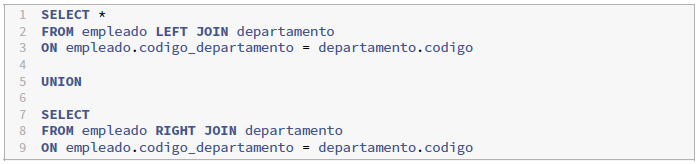 1 SELECT *
2 FROM empleado LEFT JOIN departamento
3 ON empleado.codigo_departamento = departamento.codigo
4
5 UNION
6
7 SELECT
8 FROM empleado RIGHT JOIN departamento
9 ON empleado.codigo_departamento = departamento.codigo